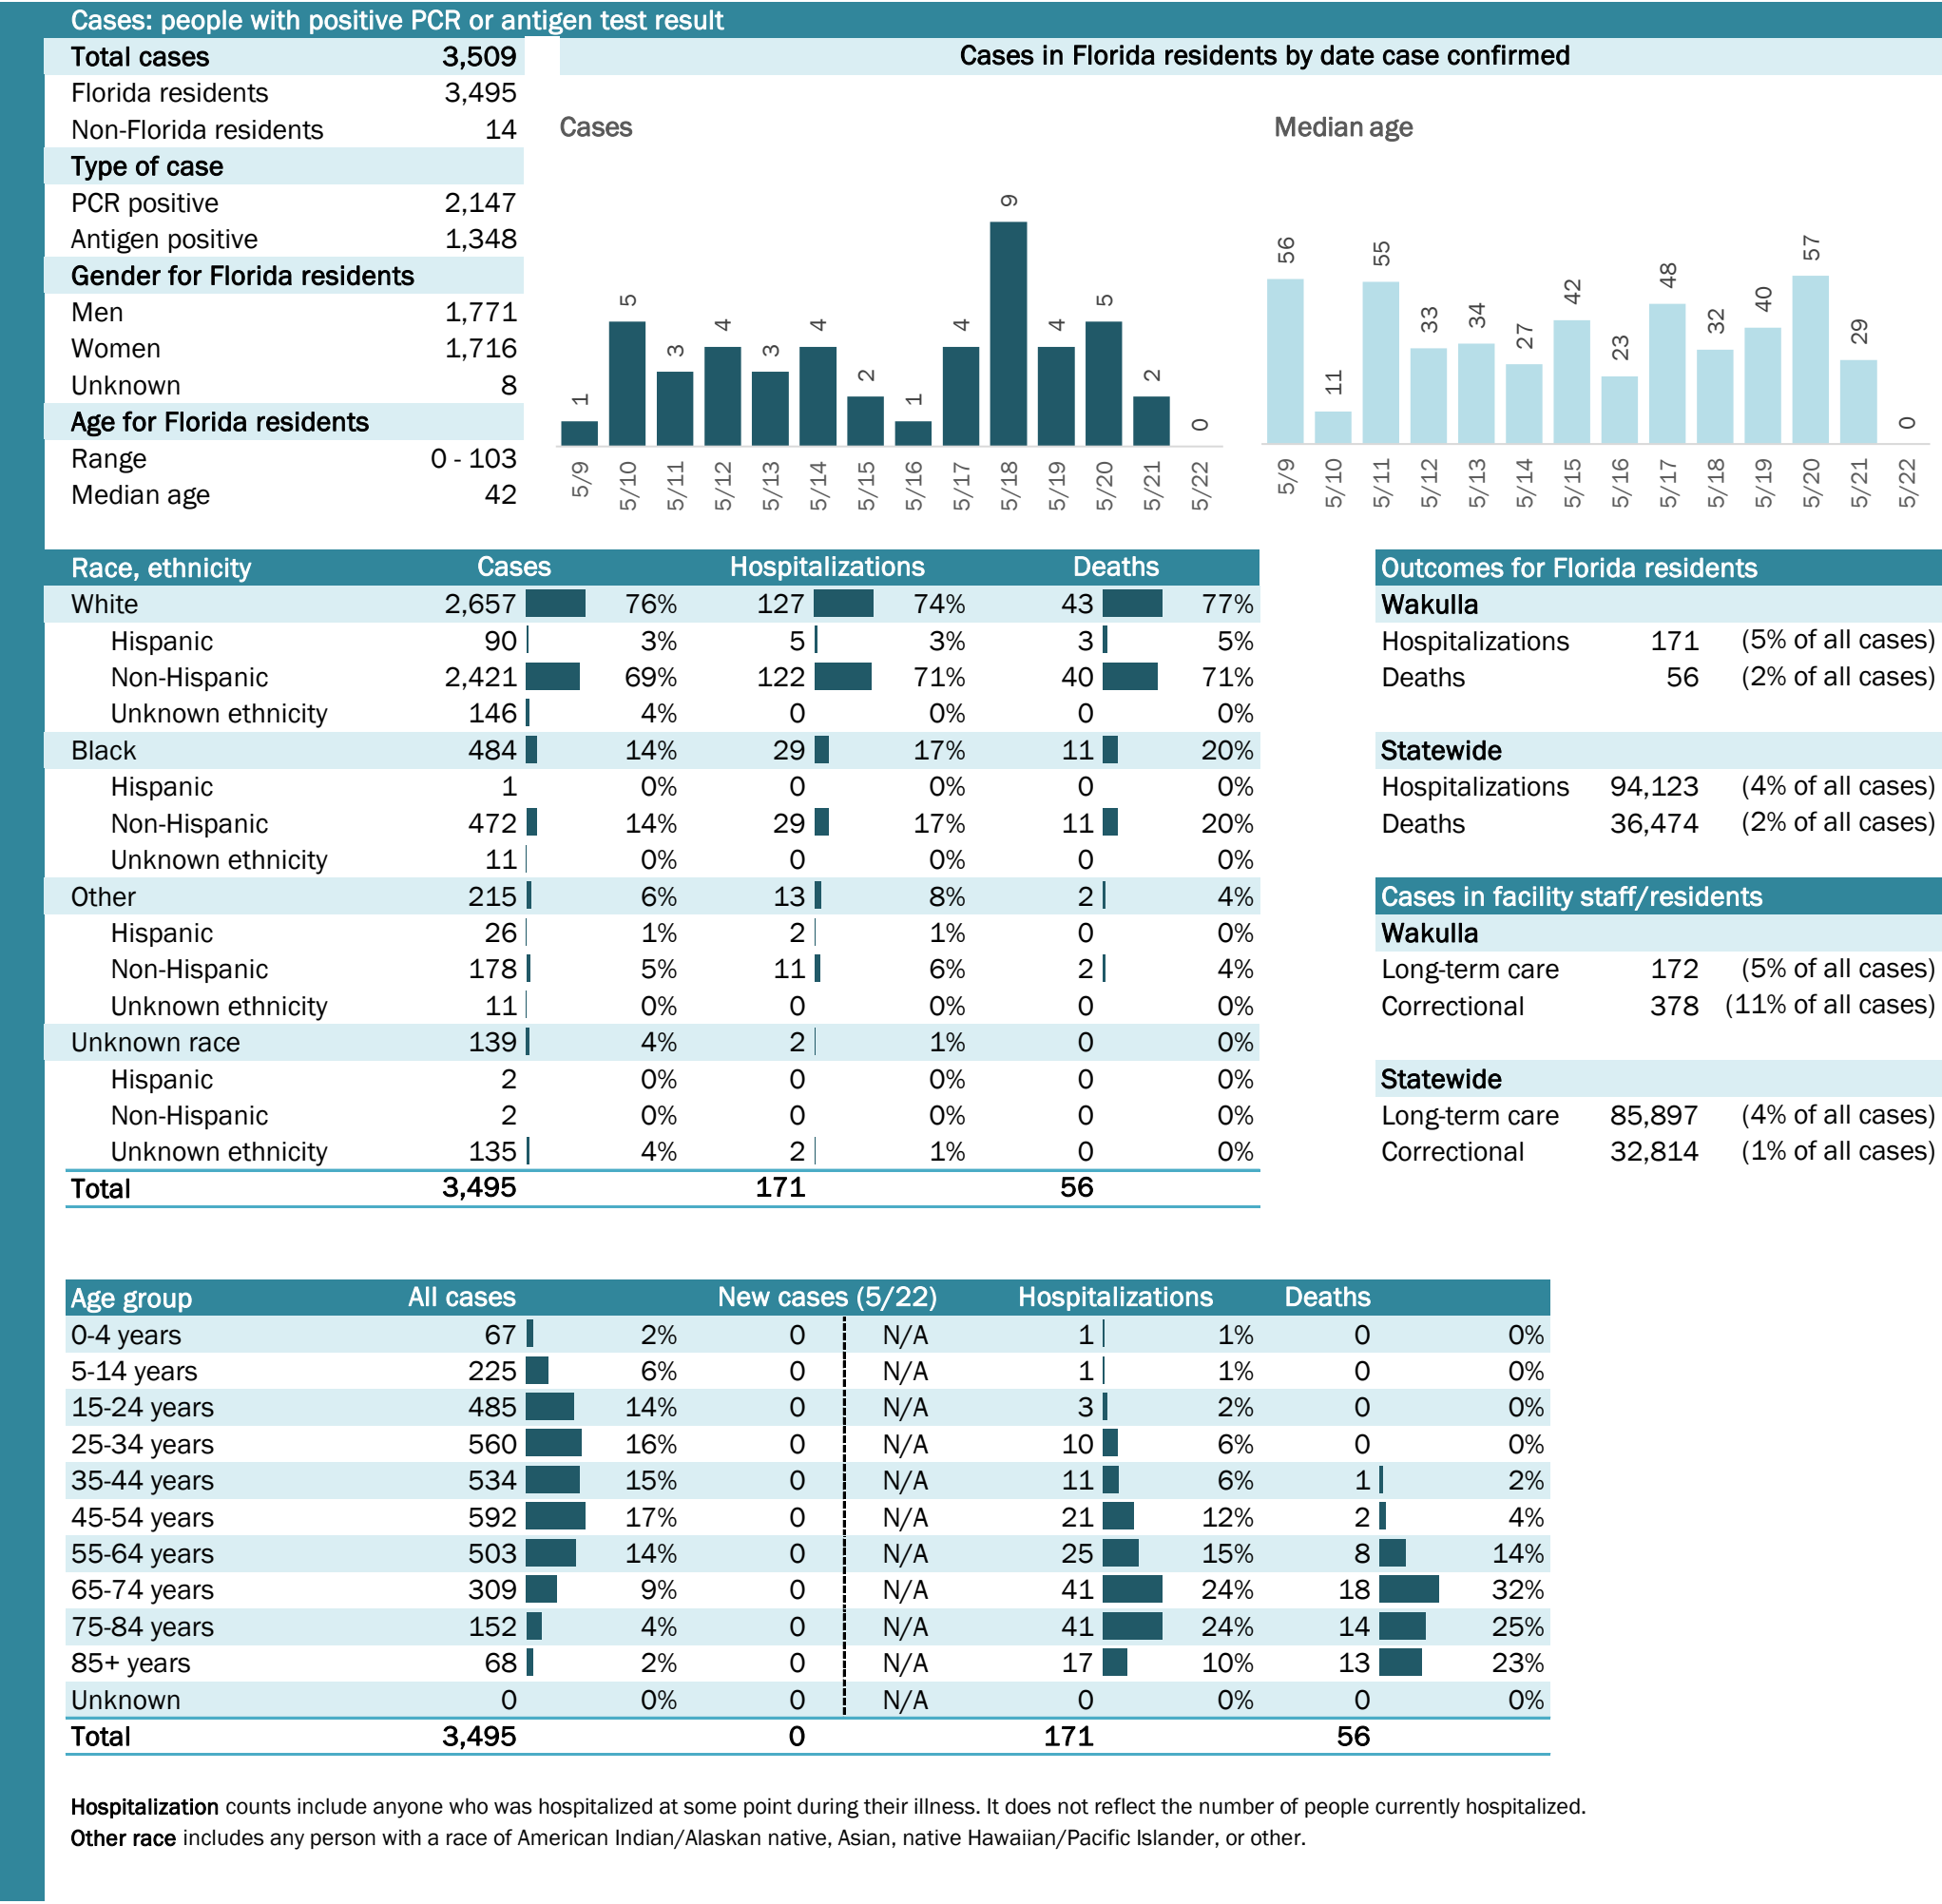 Cases: people with positive PCR or antigen test result
Total cases 3,509
Florida residents 3,495
Non-Florida residents 14
Type of case
PCR positive 2,147
Antigen positive 1,348
Gender for Florida residents
Men 1,771
Women 1,716
Unknown 8
Age for Florida residents
Range 0 - 103
Median age 42
Cases in Florida residents by date case confirmed
Cases
1 5 3 4 3 4 2 1 4 9 4 5 2 0
5/9 5/10 5/11 5/12 5/13 5/14 5/15 5/16 5/17 5/18 5/19 5/20 5/21 5/22
Median age
56 11 55 33 34 27 42 23 48 32 40 57 29 0
5/9 5/10 5/11 5/12 5/13 5/14 5/15 5/16 5/17 5/18 5/19 5/20 5/21 5/22
Race, ethnicity Cases Hospitalizations Deaths
White 2,657 76% 127 74% 43 77%
Hispanic 90 3% 5 3% 3 5%
Non-Hispanic 2,421 69% 122 71% 40 71%
Unknown ethnicity 146 4% 0 0% 0 0%
Black 484 14% 29 17% 11 20%
Hispanic 1 0% 0 0% 0 0%
Non-Hispanic 472 14% 29 17% 11 20%
Unknown ethnicity 11 0% 0 0% 0 0%
Other 215 6% 13 8% 2 4%
Hispanic 26 1% 2 1% 0 0%
Non-Hispanic 178 5% 11 6% 2 4%
Unknown ethnicity 11 0% 0 0% 0 0%
Unknown race 139 4% 2 1% 0 0%
Hispanic 2 0% 0 0% 0 0%
Non-Hispanic 2 0% 0 0% 0 0%
Unknown ethnicity 135 4% 2 1% 0 0%
Total 3,495 171 56
Outcomes for Florida residents
Wakulla
Hospitalizations 171 (5% of all cases)
Deaths 56 (2% of all cases)
Statewide
Hospitalizations 94,123 (4% of all cases)
Deaths 36,474 (2% of all cases)
Cases in facility staff/residents
Wakulla
Long-term care 172 (5% of all cases)
Correctional 378 (11% of all cases)
Statewide
Long-term care 85,897 (4% of all cases)
Correctional 32,814 (1% of all cases)
Age group All cases New cases (5/22) Hospitalizations Deaths
0-4 years 67 2% 0 N/A 1 1% 0 0%
5-14 years 225 6% 0 N/A 1 1% 0 0%
15-24 years 485 14% 0 N/A 3 2% 0 0%
25-34 years 560 16% 0 N/A 10 6% 0 0%
35-44 years 534 15% 0 N/A 11 6% 1 2%
45-54 years 592 17% 0 N/A 21 12% 2 4%
55-64 years 503 14% 0 N/A 25 15% 8 14%
65-74 years 309 9% 0 N/A 41 24% 18 32%
75-84 years 152 4% 0 N/A 41 24% 14 25%
85+ years 68 2% 0 N/A 17 10% 13 23%
Unknown 0 0% 0 N/A 0 0% 0 0%
Total 3,495 0 171 56
Hospitalization counts include anyone who was hospitalized at some point during their illness. It does not reflect the number of people currently hospitalized.
Other race includes any person with a race of American Indian/Alaskan native, Asian, native Hawaiian/Pacific Islander, or other.